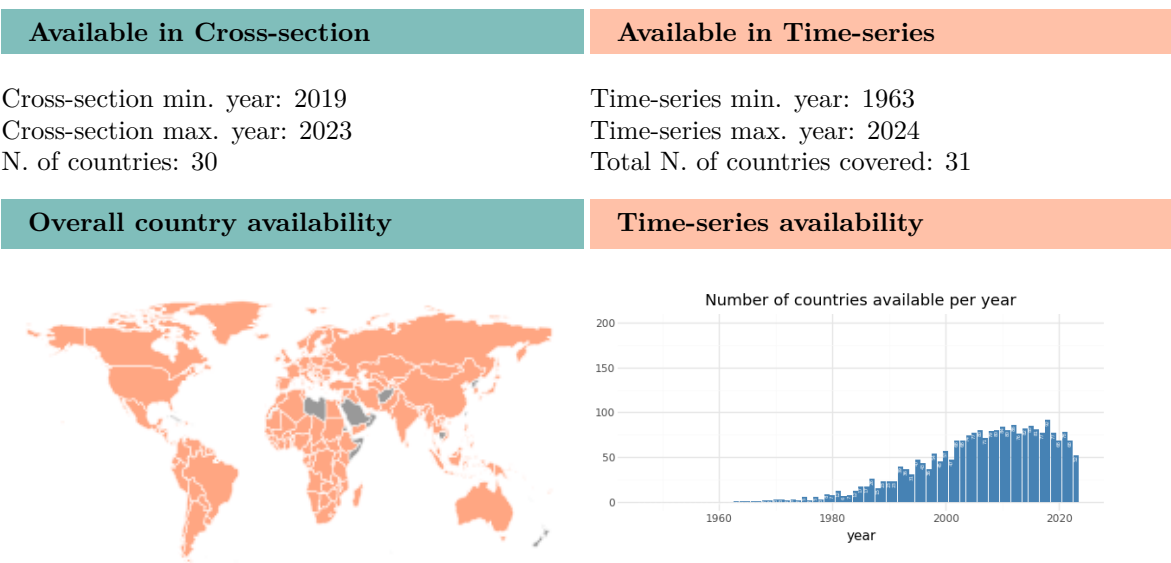 Available in Cross-section
Available in Time-series
Cross-section min. year: 2019
Cross-section max. year: 2023
N. of countries: 30
Time-series min. year: 1963
Time-series max. year: 2024
Total N. of countries covered: 31
Overall country availability
Time-series availability
Number of countries available per year
200
150
100
50
0
1960 1980 2000 2020
year